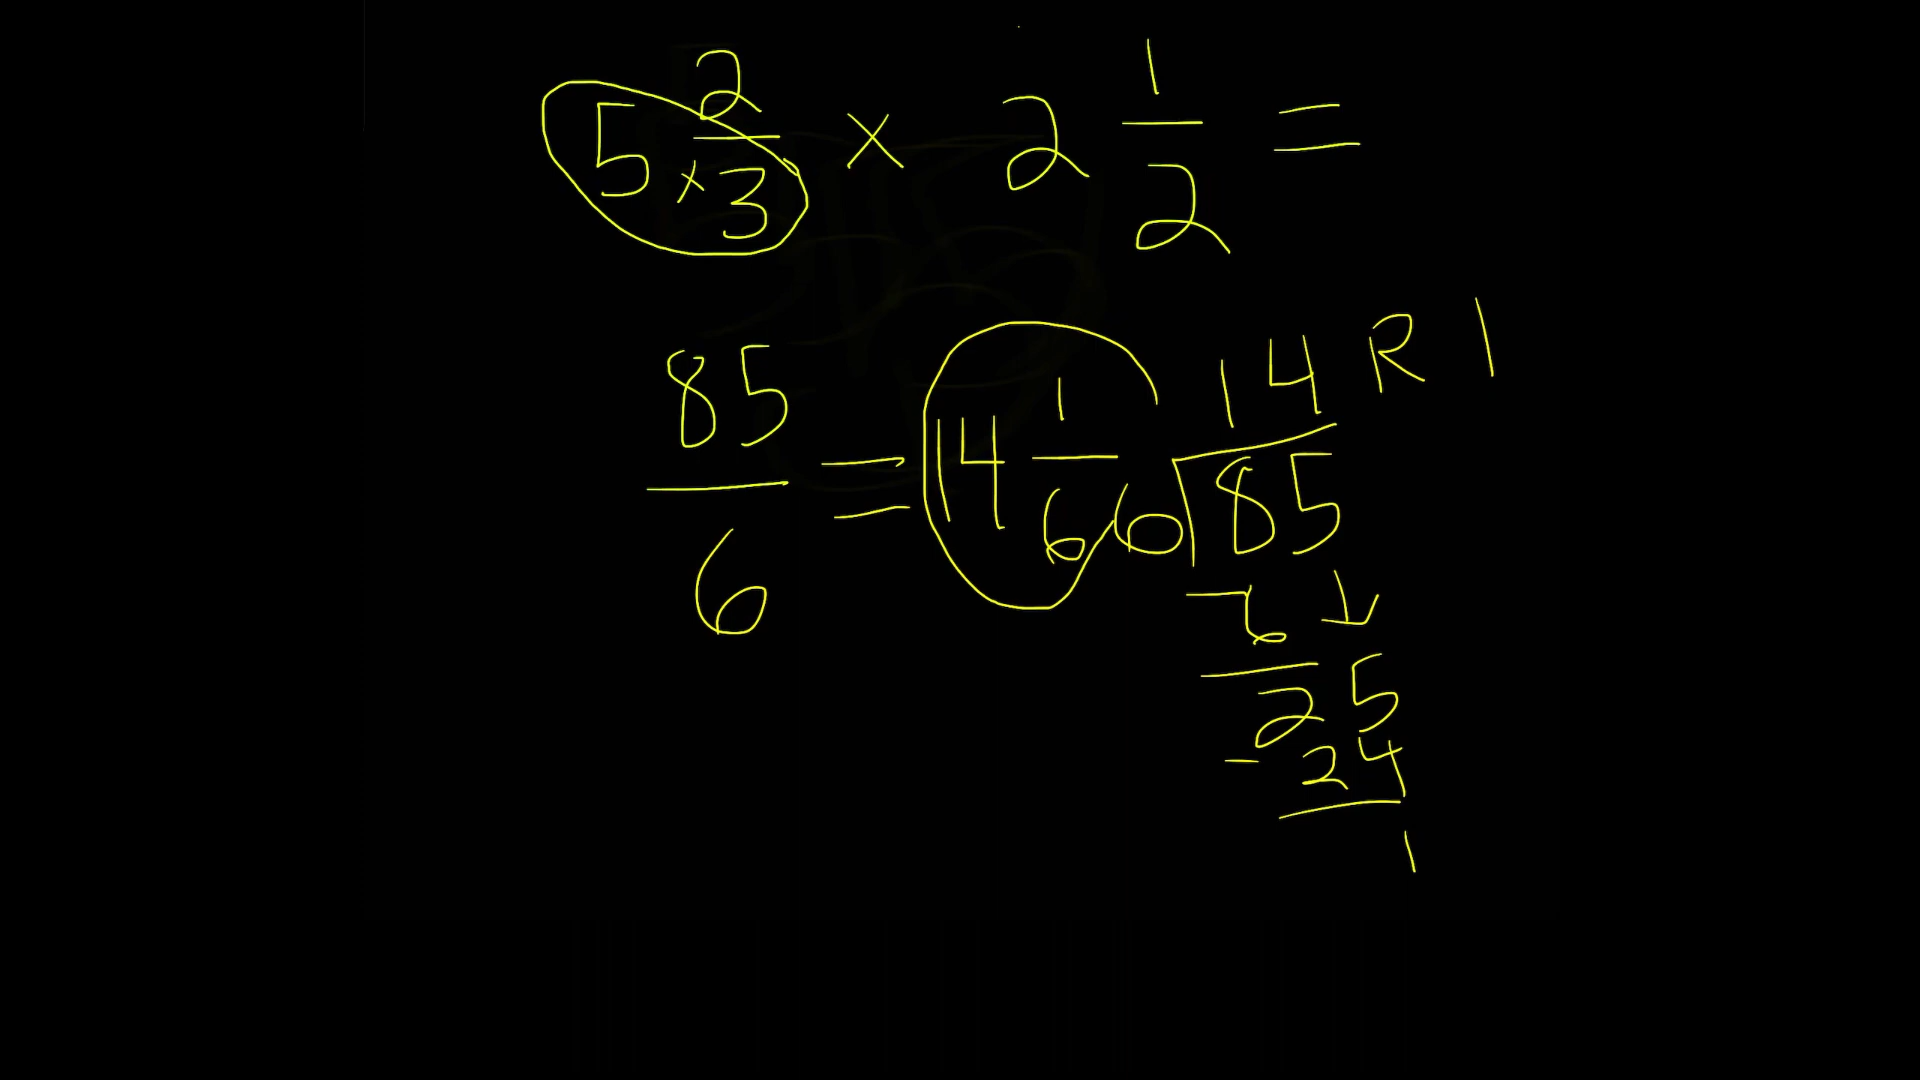 5 2/3 × 2 1/2 =
×
85/6 = 14 1/6
14 R 1
6 85
- 6 ↓
25
- 24
1